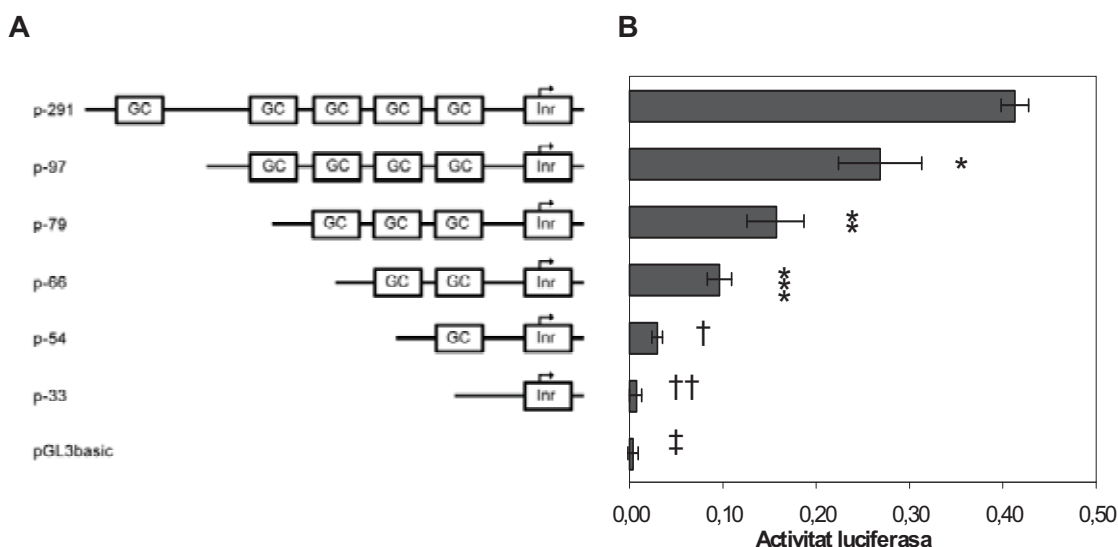 A
B
p-291 GC GC GC GC GC Inr
p-97 GC GC GC GC Inr *
p-79 GC GC GC Inr **
p-66 GC GC Inr ***
p-54 GC Inr †
p-33 Inr ††
pGL3basic ‡
0,00 0,10 0,20 0,30 0,40 0,50
Activitat luciferasa